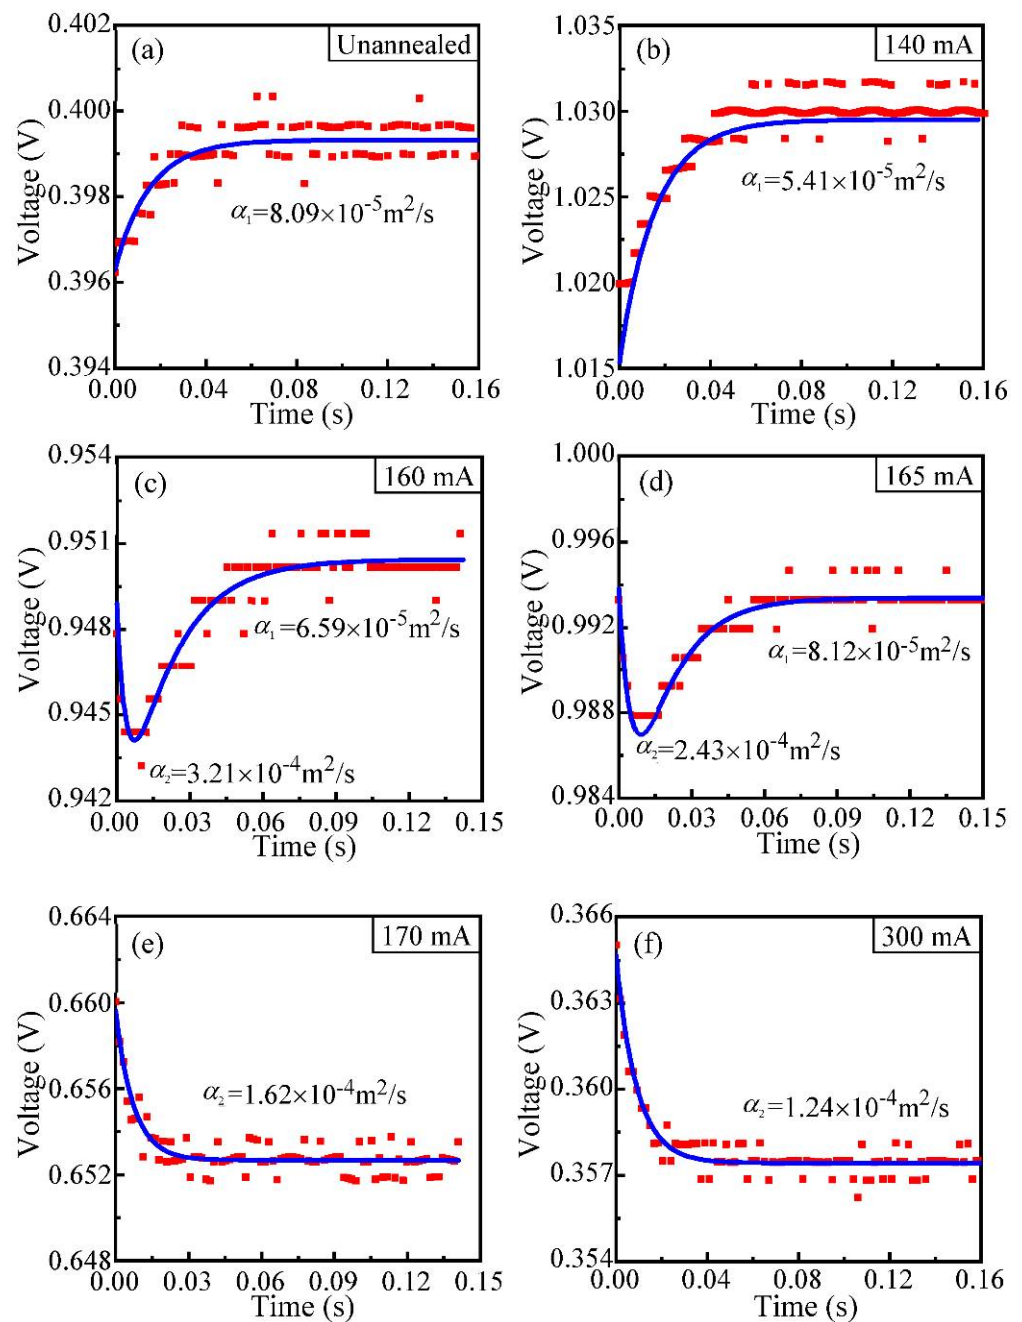 (a) Unannealed
Voltage (V)
0.402
0.400
0.398
0.396
0.394
α₁=8.09×10⁻⁵m²/s
0.00 0.04 0.08 0.12 0.16
Time (s)
(b) 140 mA
Voltage (V)
1.035
1.030
1.025
1.020
1.015
α₁=5.41×10⁻⁵m²/s
0.00 0.04 0.08 0.12 0.16
Time (s)
(c) 160 mA
Voltage (V)
0.954
0.951
0.948
0.945
0.942
α₁=6.59×10⁻⁵m²/s
α₂=3.21×10⁻⁴m²/s
0.00 0.03 0.06 0.09 0.12 0.15
Time (s)
(d) 165 mA
Voltage (V)
1.000
0.996
0.992
0.988
0.984
α₁=8.12×10⁻⁵m²/s
α₂=2.43×10⁻⁴m²/s
0.00 0.03 0.06 0.09 0.12 0.15
Time (s)
(e) 170 mA
Voltage (V)
0.664
0.660
0.656
0.652
0.648
α₂=1.62×10⁻⁴m²/s
0.00 0.03 0.06 0.09 0.12 0.15
Time (s)
(f) 300 mA
Voltage (V)
0.366
0.363
0.360
0.357
0.354
α₂=1.24×10⁻⁴m²/s
0.00 0.04 0.08 0.12 0.16
Time (s)